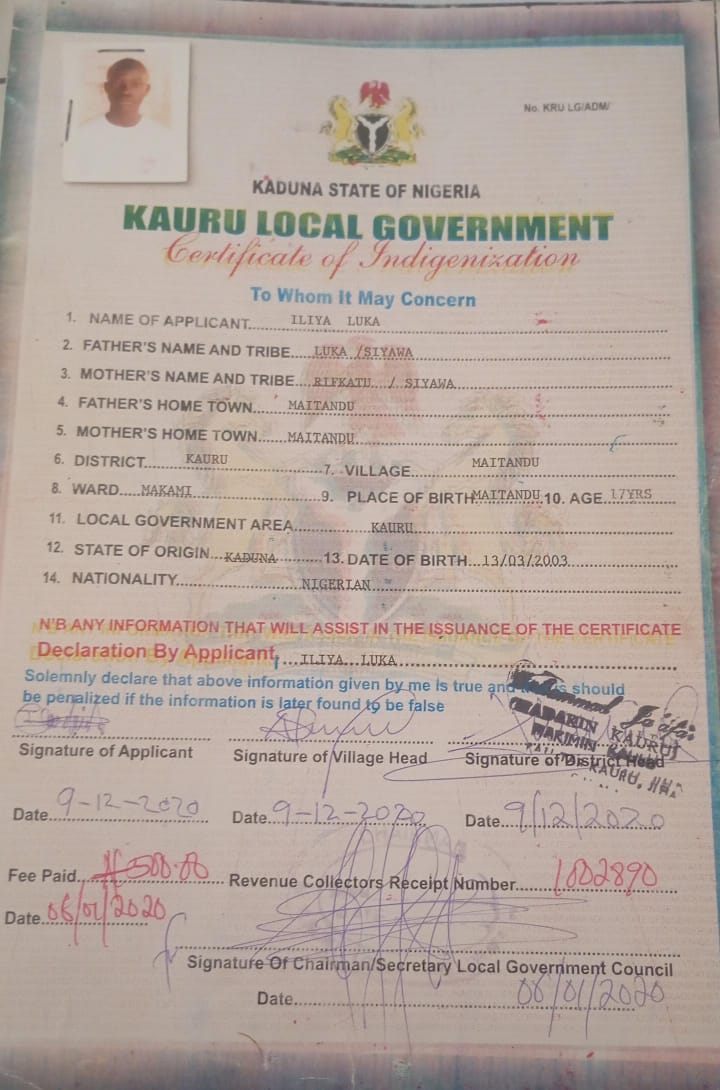 No. KRU LG/ADM/
KADUNA STATE OF NIGERIA
KAURU LOCAL GOVERNMENT
Certificate of Indigenization
To Whom It May Concern
1. NAME OF APPLICANT......ILIYA LUKA
2. FATHER'S NAME AND TRIBE....LUKA /SIYAWA
3. MOTHER'S NAME AND TRIBE...RIFKATU / SIYAWA
4. FATHER'S HOME TOWN......MAITANDU
5. MOTHER'S HOME TOWN......MAITANDU
6. DISTRICT......KAURU......7. VILLAGE......MAITANDU
8. WARD....MAKAMI......9. PLACE OF BIRTH MAITANDU 10. AGE 17YRS
11. LOCAL GOVERNMENT AREA......KAURU
12. STATE OF ORIGIN...KADUNA......13. DATE OF BIRTH...13/03/2003
14. NATIONALITY......NIGERIAN
N'B ANY INFORMATION THAT WILL ASSIST IN THE ISSUANCE OF THE CERTIFICATE
Declaration By Applicant, ...ILIYA LUKA
Solemnly declare that above information given by me is true and is should
be penalized if the information is later found to be false
KAURU
Signature of Applicant Signature of Village Head Signature of District Head
KAURU.
Date 9-12-2020 Date 9-12-2020 Date 9/12/2020
Fee Paid ₦500.00 Revenue Collectors Receipt Number 1002890
Date 06/01/2020
Signature Of Chairman/Secretary Local Government Council
Date 06/01/2020